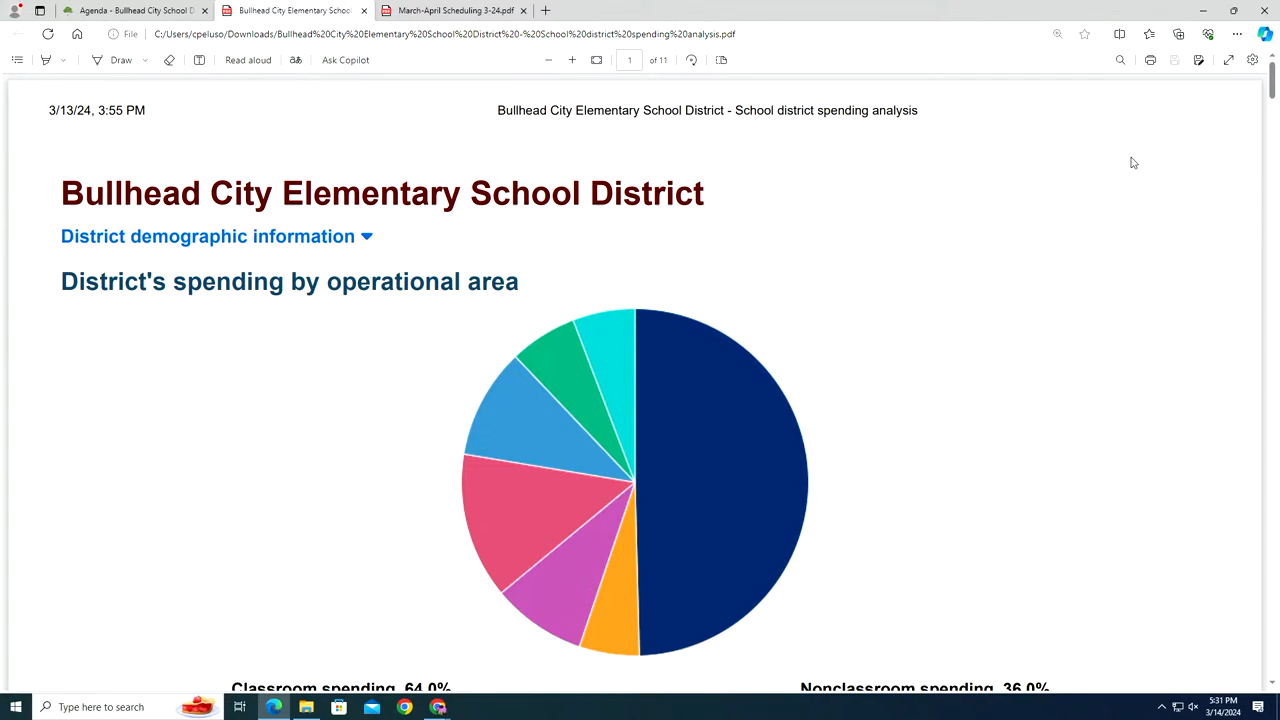 Agenda - Bullhead City School D
Bullhead City Elementary School
March-April Scheduling 3-24.pdf
File
C:/Users/cpeluso/Downloads/Bullhead%20City%20Elementary%20School%20District%20-%20School%20district%20spending%20analysis.pdf
Draw
Read aloud
Ask Copilot
1
of 11
3/13/24, 3:55 PM
Bullhead City Elementary School District - School district spending analysis
Bullhead City Elementary School District
District demographic information
District's spending by operational area
Classroom spending 64.0%
Nonclassroom spending 36.0%
Type here to search
5:31 PM
3/14/2024